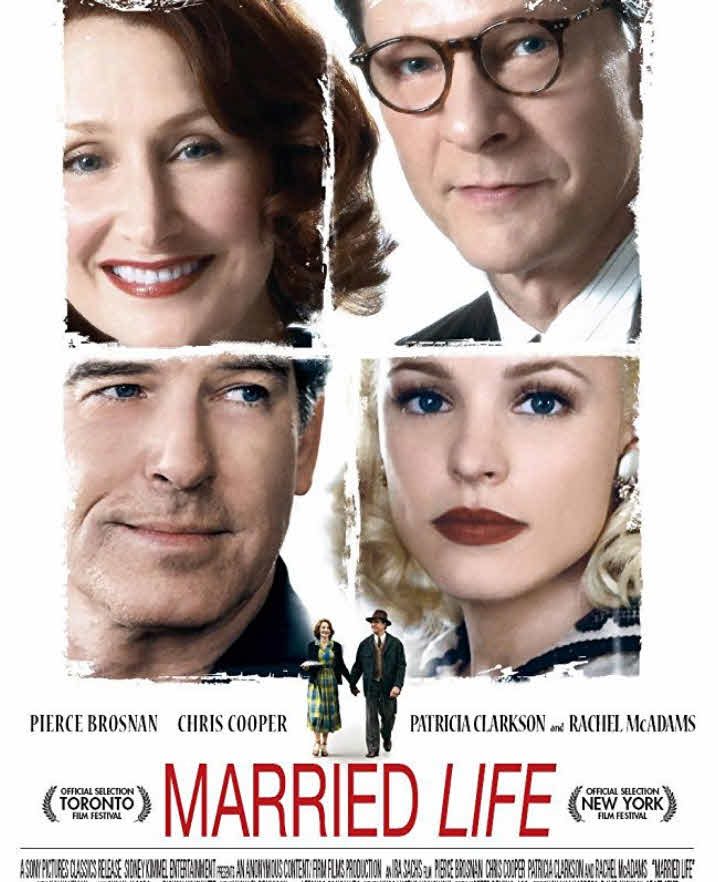 PIERCE BROSNAN CHRIS COOPER PATRICIA CLARKSON and RACHEL McADAMS
OFFICIAL SELECTION
TORONTO
FILM FESTIVAL
MARRIED LIFE
OFFICIAL SELECTION
NEW YORK
FILM FESTIVAL
A SONY PICTURES CLASSICS RELEASE SIDNEY KIMMEL ENTERTAINMENT PRESENTS AN ANONYMOUS CONTENT/FIRM FILMS PRODUCTION AN IRA SACHS FILM PIERCE BROSNAN CHRIS COOPER PATRICIA CLARKSON AND RACHEL McADAMS "MARRIED LIFE"